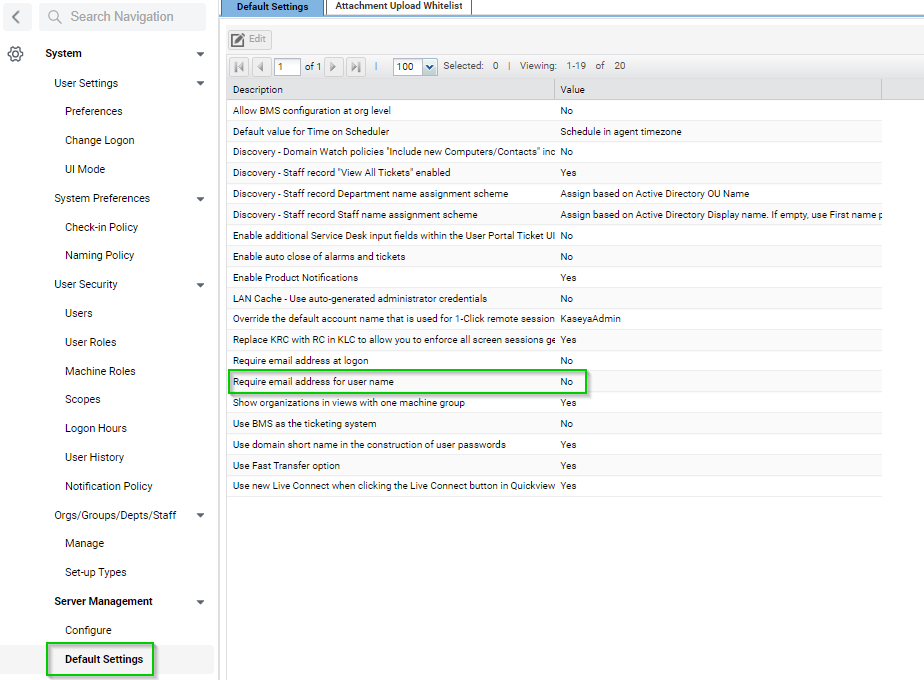 Search Navigation
System
User Settings
Preferences
Change Logon
UI Mode
System Preferences
Check-in Policy
Naming Policy
User Security
Users
User Roles
Machine Roles
Scopes
Logon Hours
User History
Notification Policy
Orgs/Groups/Depts/Staff
Manage
Set-up Types
Server Management
Configure
Default Settings
Default Settings Attachment Upload Whitelist
Edit
1 of 1 100 Selected: 0 | Viewing: 1-19 of 20
Description Value
Allow BMS configuration at org level No
Default value for Time on Scheduler Schedule in agent timezone
Discovery - Domain Watch policies "Include new Computers/Contacts" inc No
Discovery - Staff record "View All Tickets" enabled Yes
Discovery - Staff record Department name assignment scheme Assign based on Active Directory OU Name
Discovery - Staff record Staff name assignment scheme Assign based on Active Directory Display name. If empty, use First name p
Enable additional Service Desk input fields within the User Portal Ticket UI No
Enable auto close of alarms and tickets No
Enable Product Notifications Yes
LAN Cache - Use auto-generated administrator credentials No
Override the default account name that is used for 1-Click remote session KaseyaAdmin
Replace KRC with RC in KLC to allow you to enforce all screen sessions ge Yes
Require email address at logon No
Require email address for user name No
Show organizations in views with one machine group Yes
Use BMS as the ticketing system No
Use domain short name in the construction of user passwords Yes
Use Fast Transfer option Yes
Use new Live Connect when clicking the Live Connect button in Quickview Yes